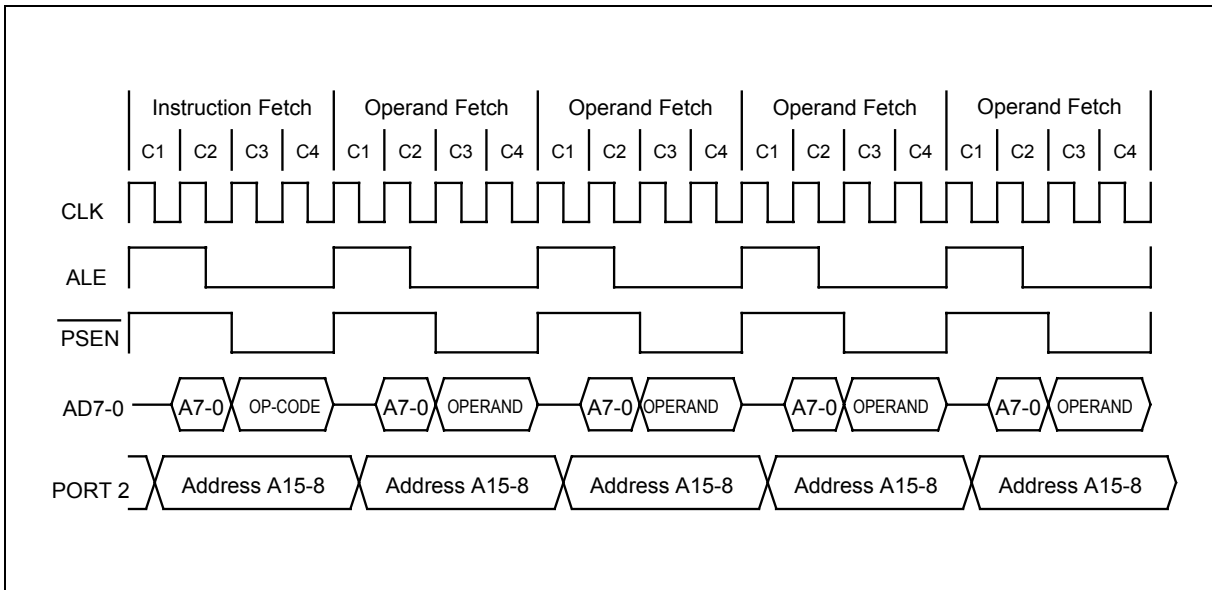 Instruction Fetch Operand Fetch Operand Fetch Operand Fetch Operand Fetch
C1 C2 C3 C4 C1 C2 C3 C4 C1 C2 C3 C4 C1 C2 C3 C4 C1 C2 C3 C4
CLK
ALE
PSEN
AD7-0 A7-0 OP-CODE A7-0 OPERAND A7-0 OPERAND A7-0 OPERAND A7-0 OPERAND
PORT 2 Address A15-8 Address A15-8 Address A15-8 Address A15-8 Address A15-8